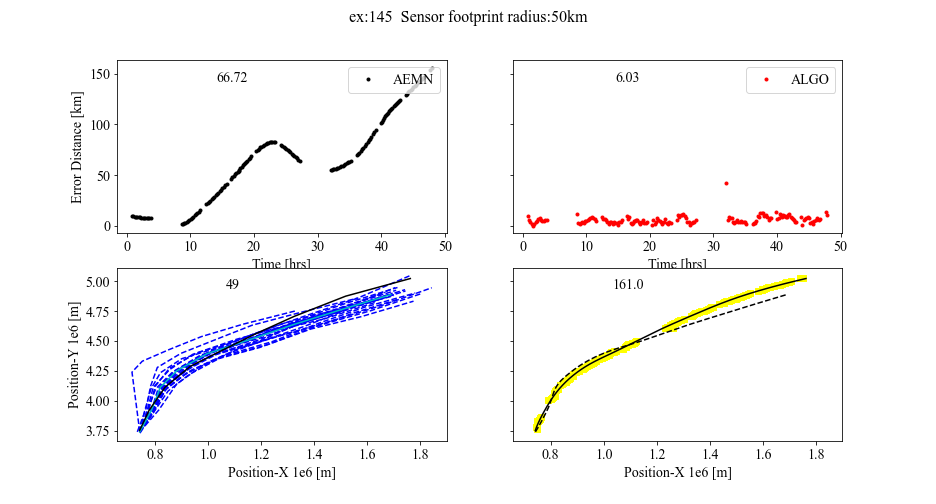 ex:145  Sensor footprint radius:50km
66.72
AEMN
6.03
ALGO
Error Distance [km]
150
100
50
0
0 10 20 30 40 50
0 10 20 30 40 50
Time [hrs]
Time [hrs]
49
161.0
Position-Y 1e6 [m]
5.00
4.75
4.50
4.25
4.00
3.75
0.8 1.0 1.2 1.4 1.6 1.8
0.8 1.0 1.2 1.4 1.6 1.8
Position-X 1e6 [m]
Position-X 1e6 [m]